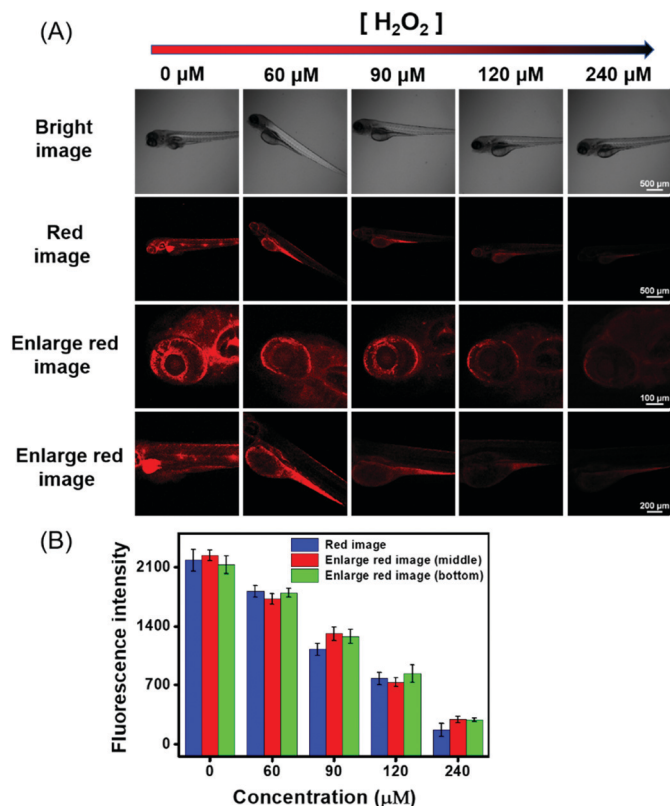 (A)
[ H₂O₂ ]
0 μM 60 μM 90 μM 120 μM 240 μM
Bright
image
500 μm
Red
image
500 μm
Enlarge red
image
100 μm
Enlarge red
image
200 μm
(B)
Fluorescence intensity
2100
1400
700
0
Red image
Enlarge red image (middle)
Enlarge red image (bottom)
0 60 90 120 240
Concentration (μM)